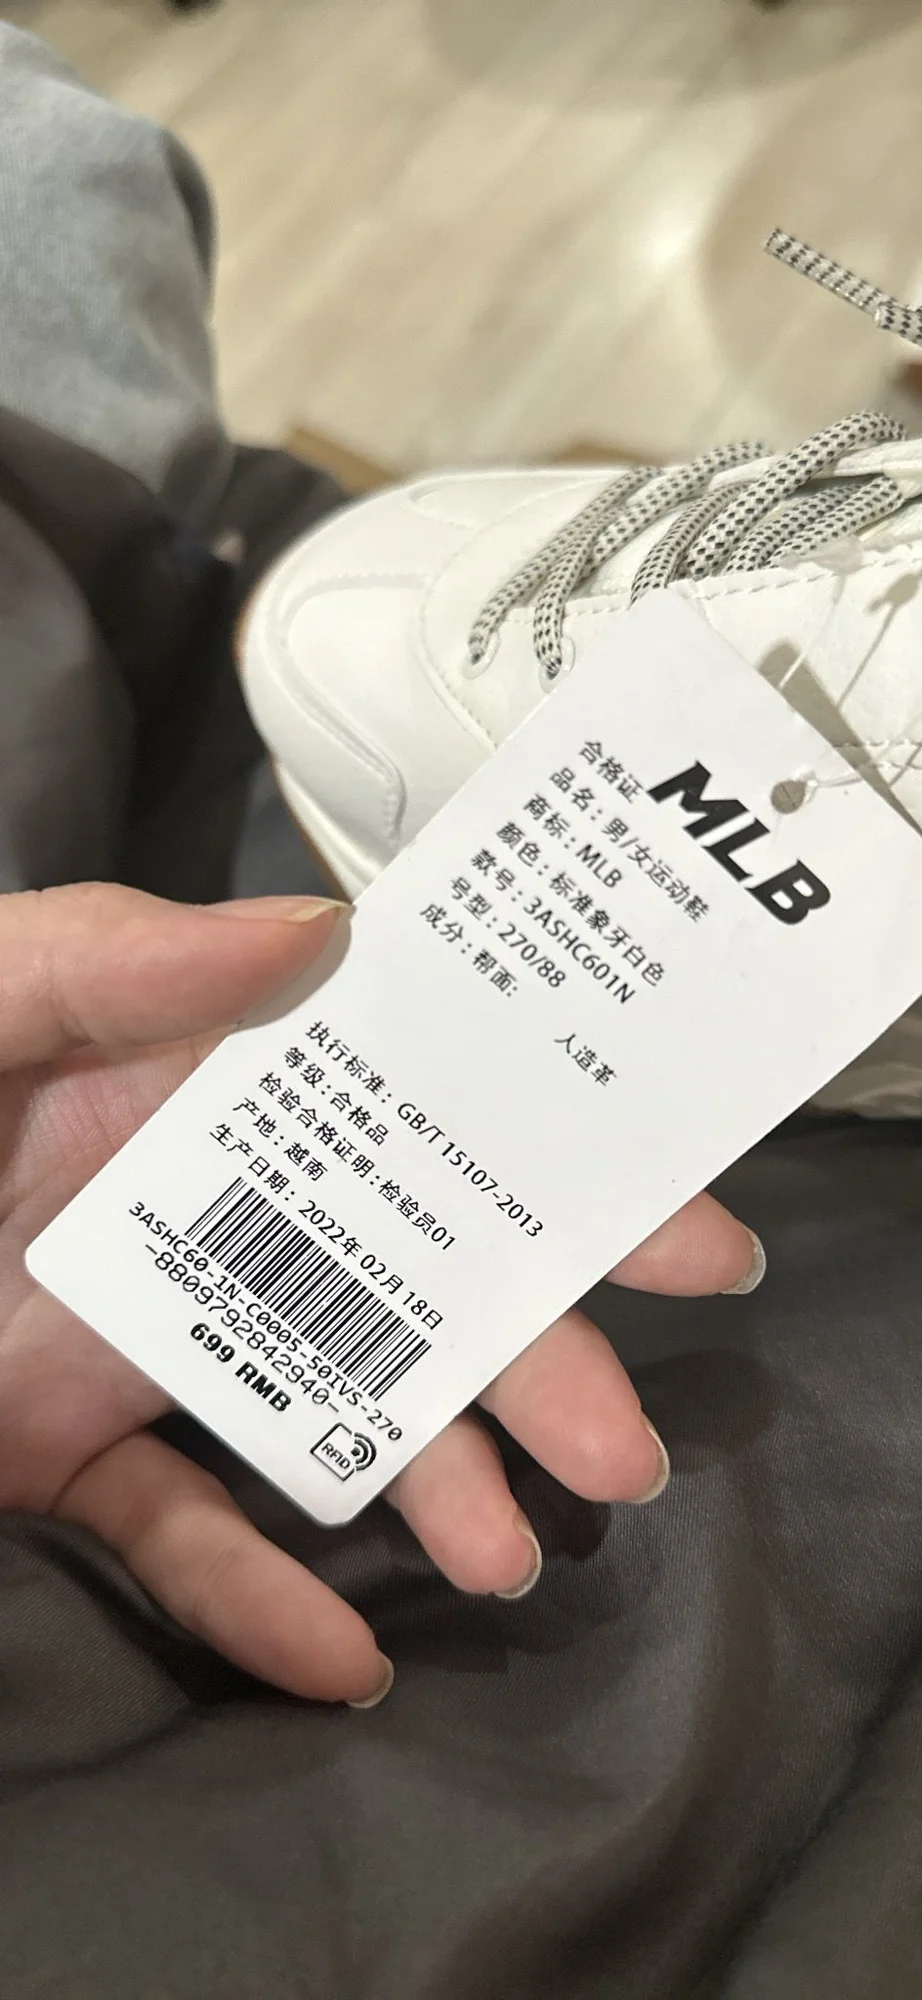 MLB
合格证
品名：男/女运动鞋
商标：MLB
颜色：标准象牙白色
款号：3ASHC601N
号型：270/88
成分：帮面:
人造革
执行标准：GB/T 15107-2013
等级：合格品
检验合格证明：检验员01
产地：越南
生产日期：2022年 02月 18日
3ASHC60-1N-C0005-50IVS-270
-8809792842940-
699 RMB
RFID